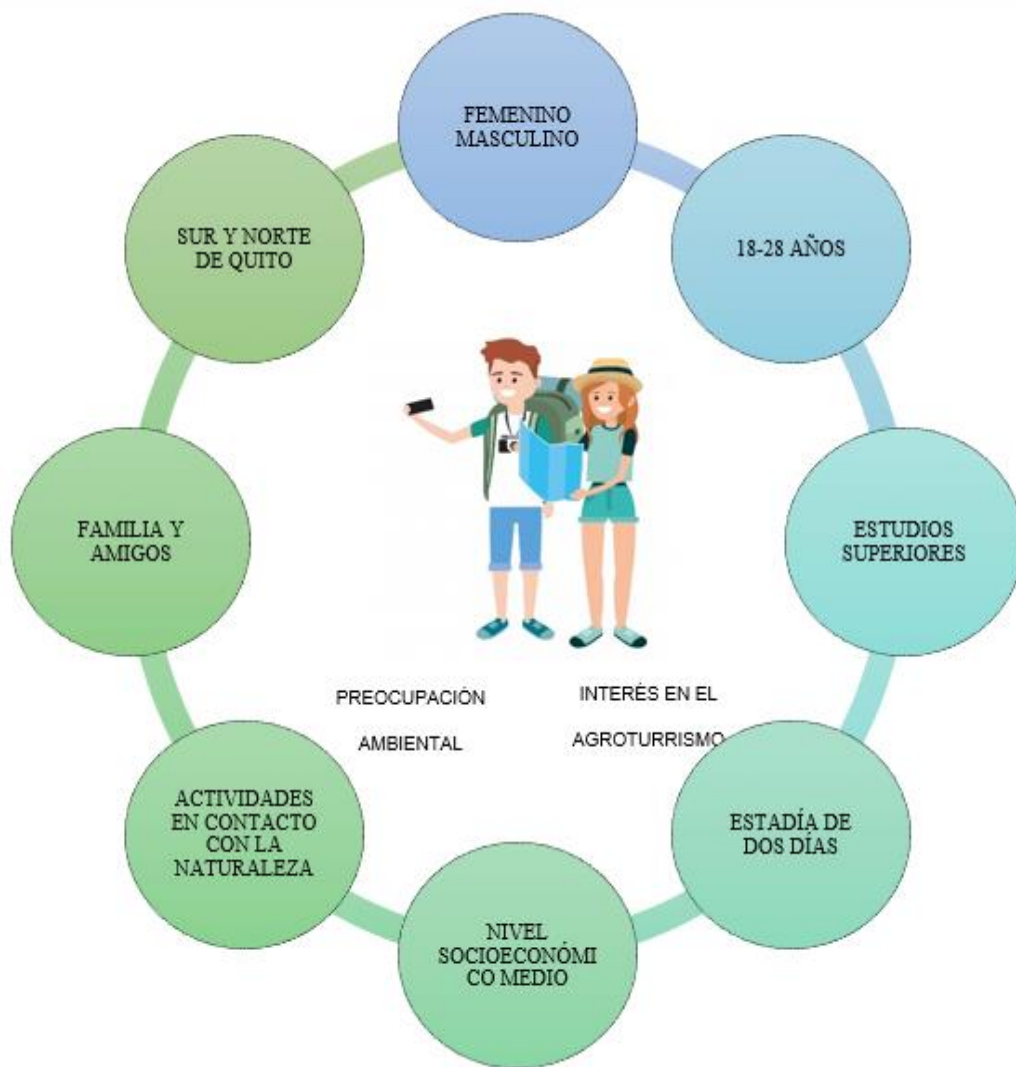 FEMENINO
MASCULINO
18-28 AÑOS
ESTUDIOS
SUPERIORES
ESTADÍA DE
DOS DÍAS
NIVEL
SOCIOECONÓMI
CO MEDIO
ACTIVIDADES
EN CONTACTO
CON LA
NATURALEZA
FAMILIA Y
AMIGOS
SUR Y NORTE
DE QUITO
PREOCUPACIÓN
AMBIENTAL
INTERÉS EN EL
AGROTURRISMO